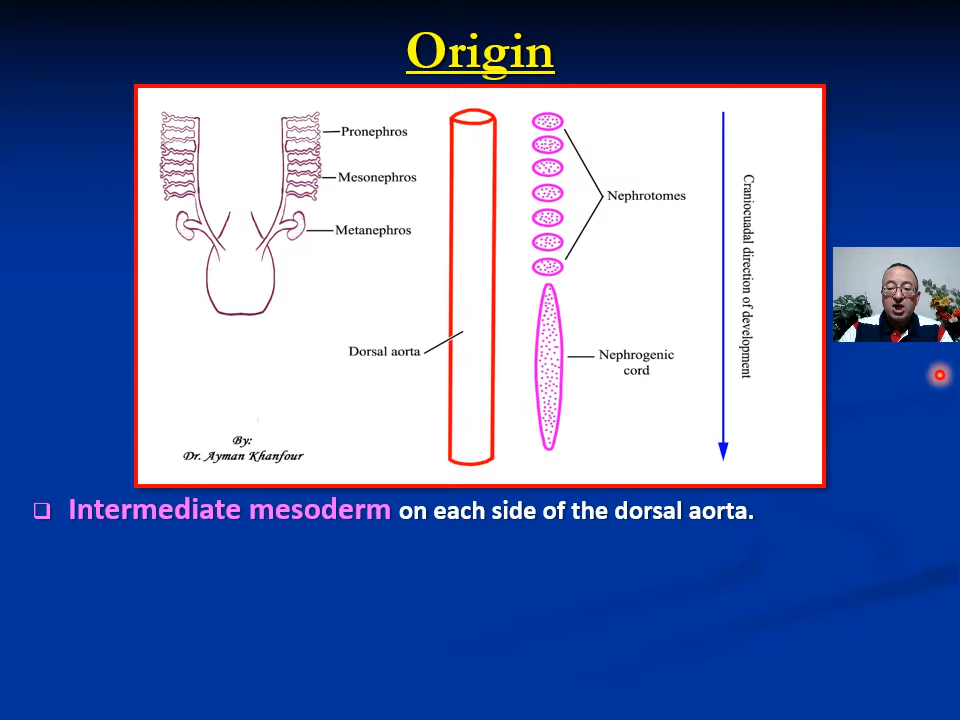 Origin
Pronephros
Mesonephros
Metanephros
Dorsal aorta
By:
Dr. Ayman Khanfour
Nephrotomes
Nephrogenic
cord
Craniocuadal direction of development
❑ Intermediate mesoderm on each side of the dorsal aorta.